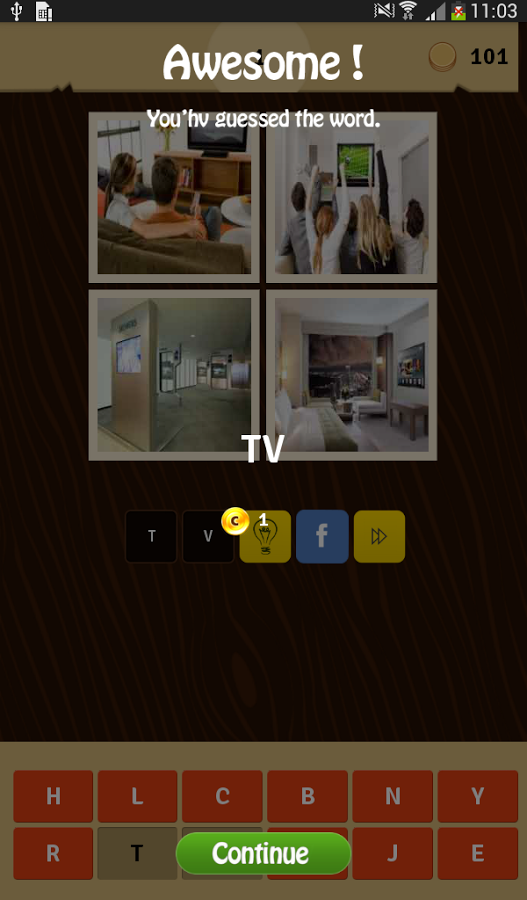 11:03
Awesome !
101
You'hv guessed the word.
TV
T V 1 f
H L C B N Y
R T J E
Continue